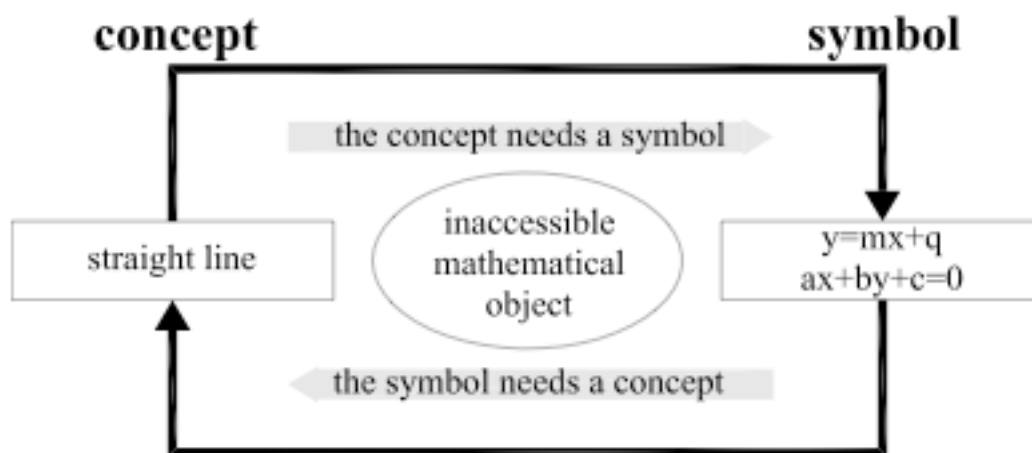 concept
symbol
the concept needs a symbol
straight line
inaccessible
mathematical
object
y=mx+q
ax+by+c=0
the symbol needs a concept